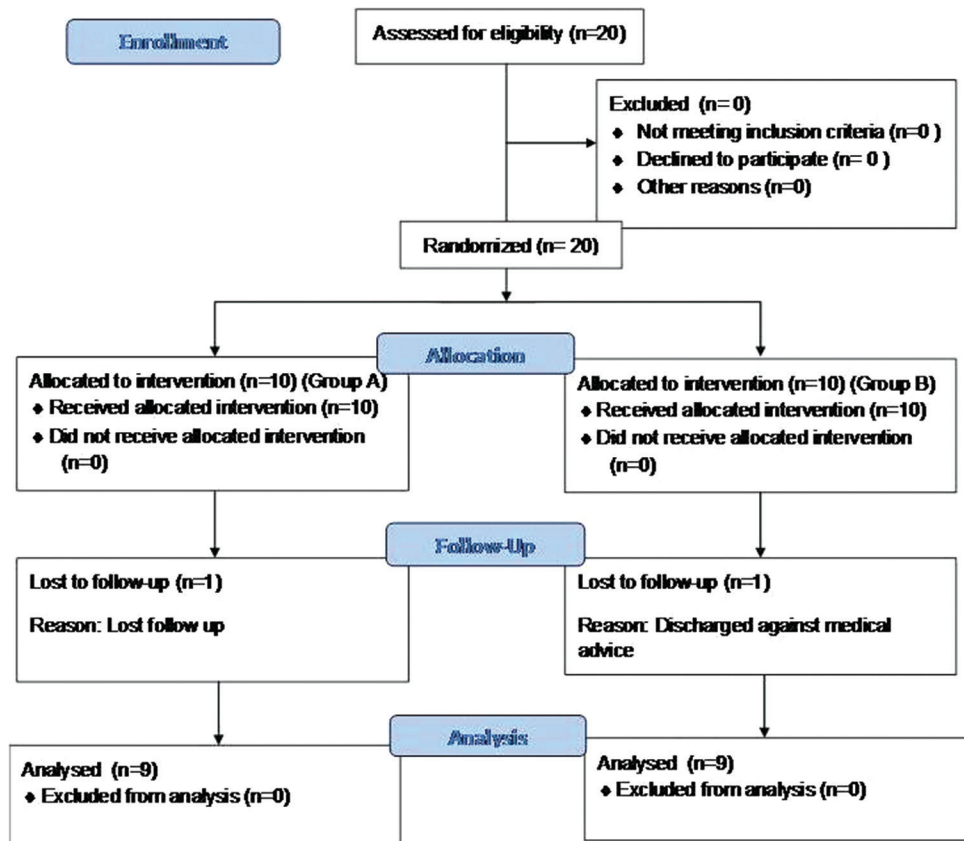 Enrollment
Assessed for eligibility (n=20)
Excluded (n= 0)
◆ Not meeting inclusion criteria (n=0 )
◆ Declined to participate (n= 0 )
◆ Other reasons (n=0)
Randomized (n= 20)
Allocation
Allocated to intervention (n=10) (Group A)
◆ Received allocated intervention (n=10)
◆ Did not receive allocated intervention
(n=0)
Allocated to intervention (n=10) (Group B)
◆ Received allocated intervention (n=10)
◆ Did not receive allocated intervention
(n=0)
Follow-Up
Lost to follow-up (n=1)
Reason: Lost follow up
Lost to follow-up (n=1)
Reason: Discharged against medical
advice
Analysis
Analysed (n=9)
◆ Excluded from analysis (n=0)
Analysed (n=9)
◆ Excluded from analysis (n=0)